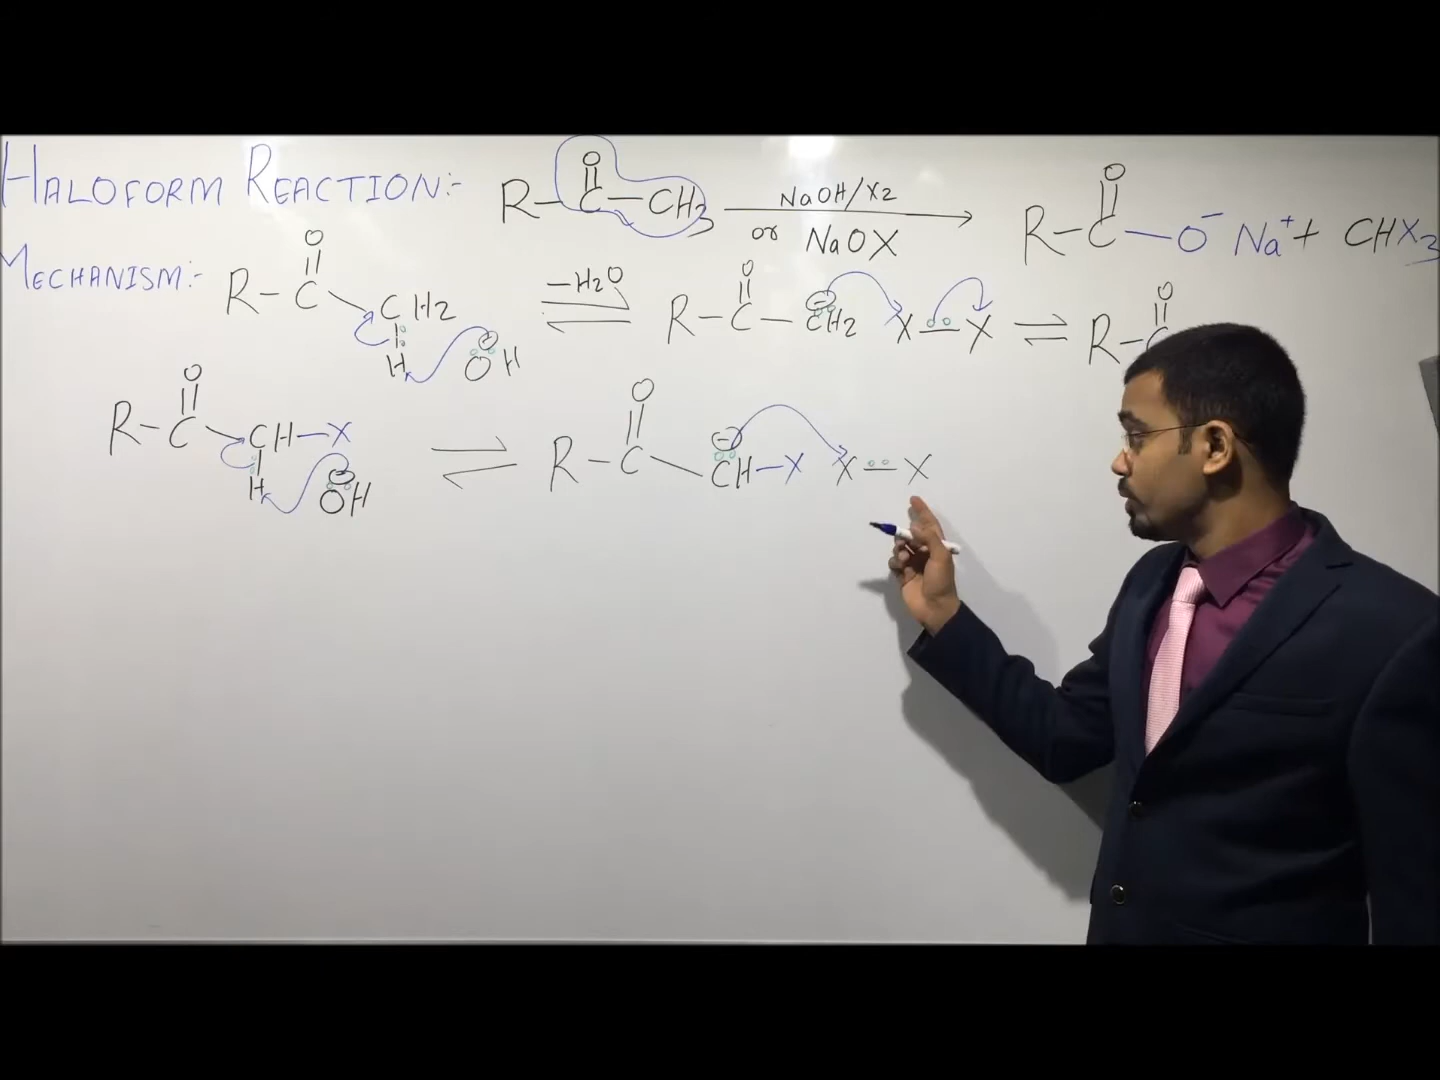 HALOFORM REACTION:- R-C(=O)-CH3 NaOH/X2 or NaOX → R-C(=O)-O⁻ Na⁺ + CHX3
MECHANISM:- R-C(=O)-CH2-H ⊖OH -H2O ⇌ R-C(=O)-⊖CH2 X-X ⇌ R-C(=O)
R-C(=O)-CH(-H)-X ⊖OH ⇌ R-C(=O)-⊖CH-X X-X